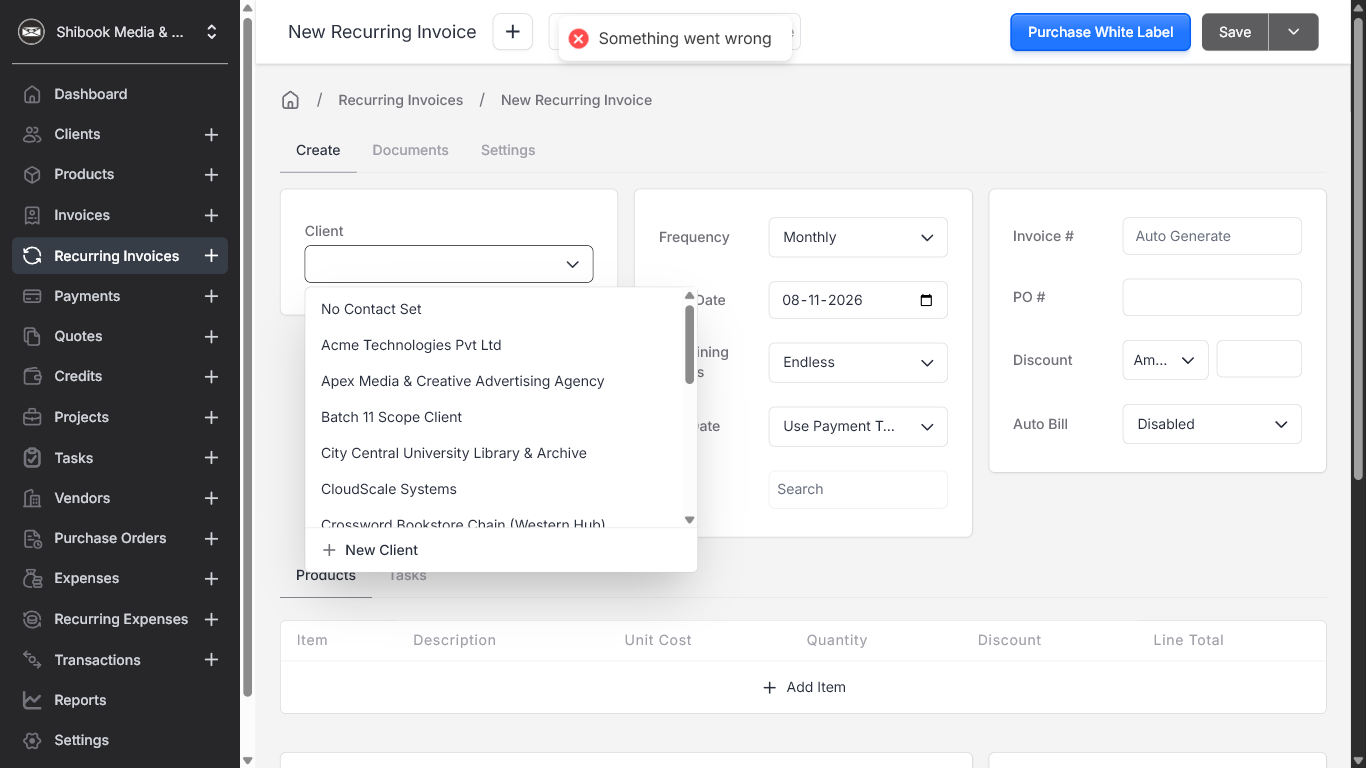 Shibook Media & ...
New Recurring Invoice
Something went wrong
Purchase White Label
Save
Dashboard
Clients
Products
Invoices
Recurring Invoices
Payments
Quotes
Credits
Projects
Tasks
Vendors
Purchase Orders
Expenses
Recurring Expenses
Transactions
Reports
Settings
/ Recurring Invoices / New Recurring Invoice
Create
Documents
Settings
Client
No Contact Set
Acme Technologies Pvt Ltd
Apex Media & Creative Advertising Agency
Batch 11 Scope Client
City Central University Library & Archive
CloudScale Systems
Crossword Bookstore Chain (Western Hub)
New Client
Frequency
Monthly
Date
08-11-2026
Endless
Use Payment T...
Search
Invoice #
Auto Generate
PO #
Discount
Am...
Auto Bill
Disabled
Products
Tasks
Item
Description
Unit Cost
Quantity
Discount
Line Total
Add Item